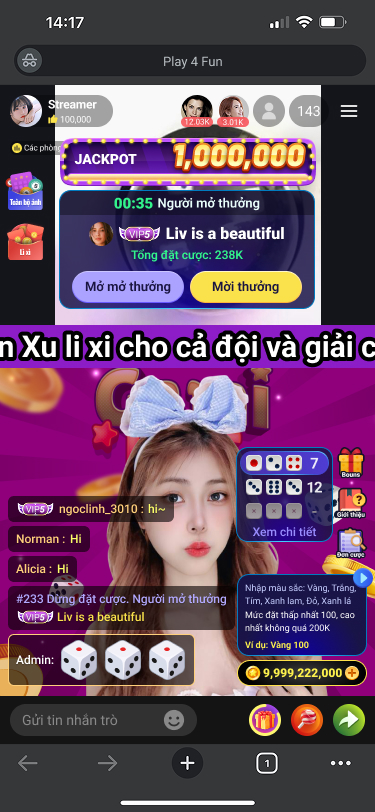 14:17
Play 4 Fun
Streamer
100,000
12.03K
3.01K
143
Các phòng
JACKPOT
1,000,000
Toàn bộ ảnh
00:35 Người mở thưởng
VIP5 Liv is a beautiful
Tổng đặt cược: 238K
Lì xì
Mở mở thưởng
Mời thưởng
n Xu li xi cho cả đội và giải c
7
12
Xem chi tiết
Bouns
Giới thiệu
Đơn cược
VIP5 ngoclinh_3010 : hi~
Norman : Hi
Alicia : Hi
#233 Dừng đặt cược. Người mở thưởng
VIP5 Liv is a beautiful
Nhập màu sắc: Vàng, Trắng,
Tím, Xanh lam, Đỏ, Xanh lá
Mức đặt thấp nhất 100, cao
nhất không quá 200K
Ví dụ: Vàng 100
Admin:
9,999,222,000
Gửi tin nhắn trò
1